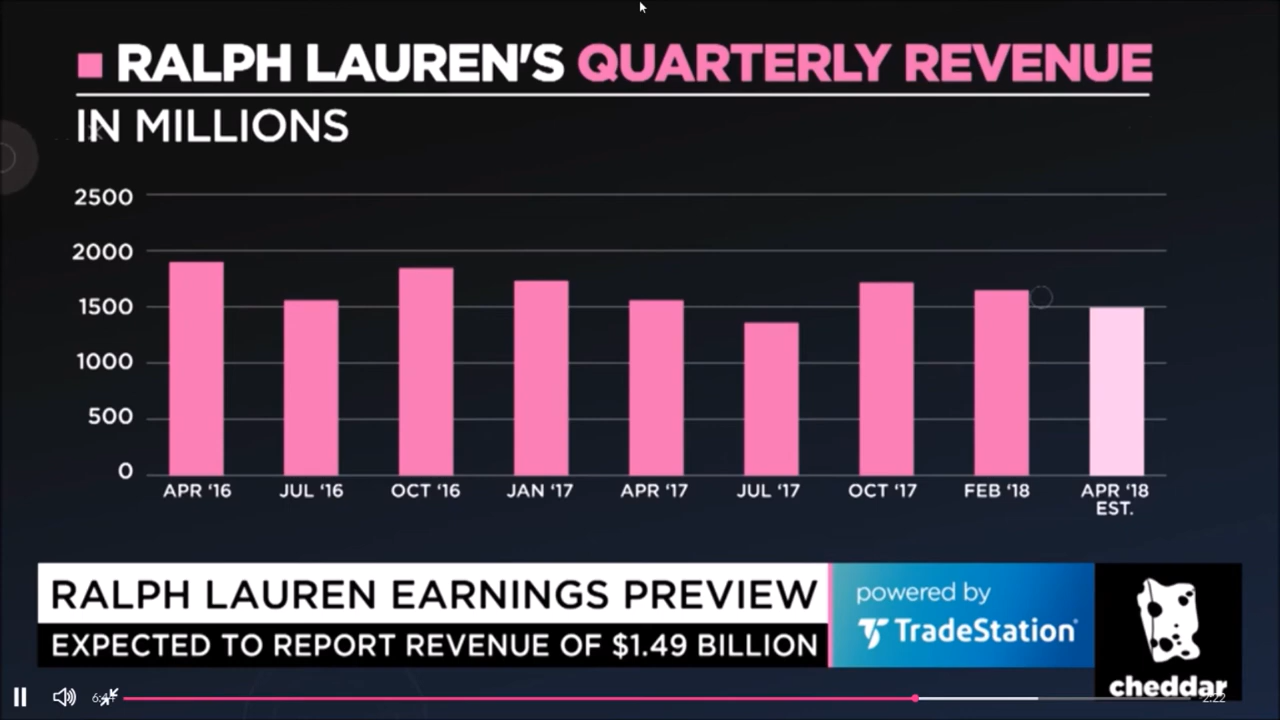 RALPH LAUREN'S QUARTERLY REVENUE
IN MILLIONS
2500
2000
1500
1000
500
0
APR ‘16 JUL ‘16 OCT ‘16 JAN ‘17 APR ‘17 JUL ‘17 OCT ‘17 FEB ‘18 APR ‘18
EST.
RALPH LAUREN EARNINGS PREVIEW
EXPECTED TO REPORT REVENUE OF $1.49 BILLION
powered by
TradeStation®
cheddar
2:22